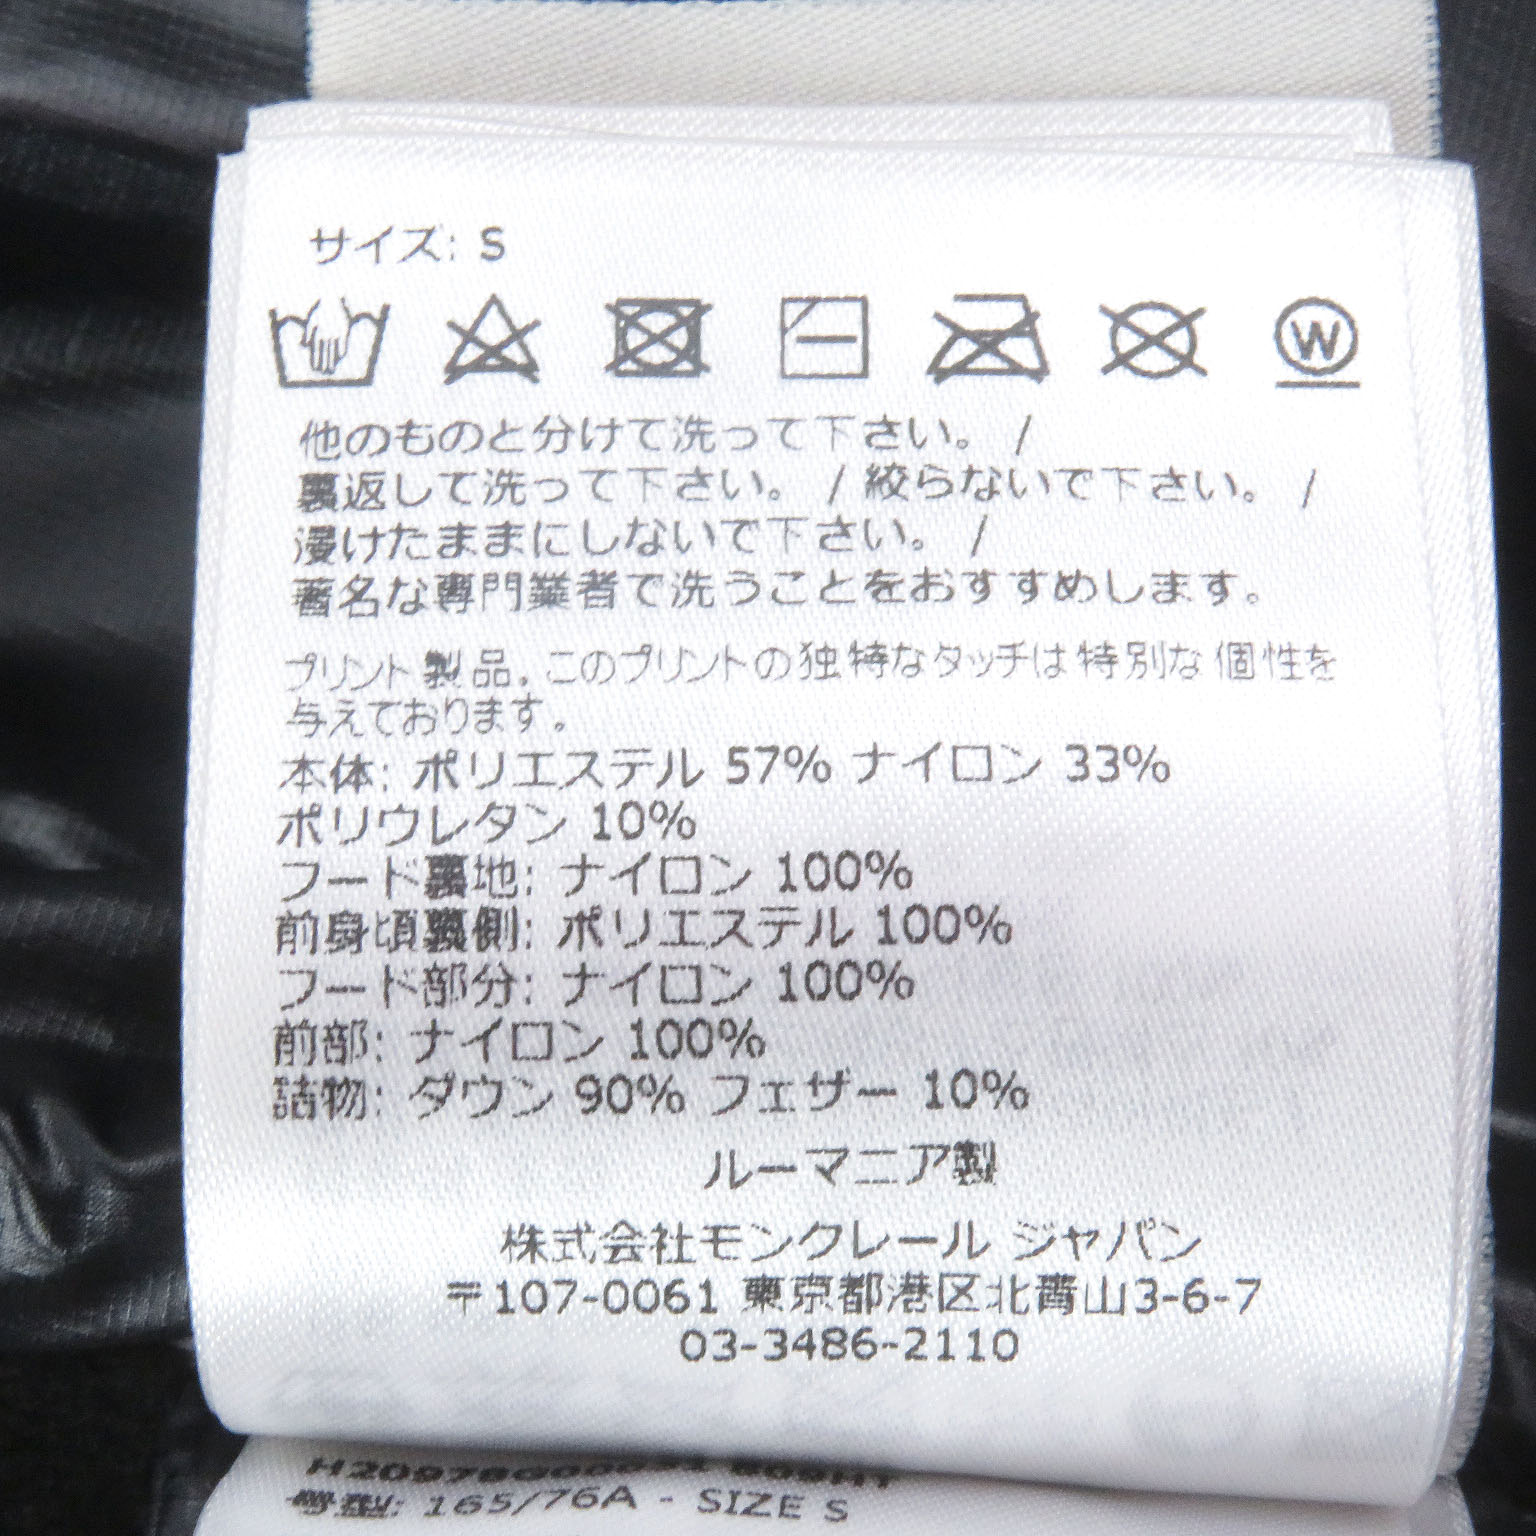 サイズ: S
W
他のものと分けて洗って下さい。 /
裏返して洗って下さい。 / 絞らないで下さい。 /
浸けたままにしないで下さい。 /
著名な専門業者で洗うことをおすすめします。
プリント製品。このプリントの独特なタッチは特別な個性を
与えております。
本体: ポリエステル 57% ナイロン 33%
ポリウレタン 10%
フード裏地: ナイロン 100%
前身頃裏側: ポリエステル 100%
フード部分: ナイロン 100%
前部: ナイロン 100%
詰物: ダウン 90% フェザー 10%
ルーマニア製
株式会社モンクレール ジャパン
〒107-0061 東京都港区北青山3-6-7
03-3486-2110
号型: 165/76A - SIZE S